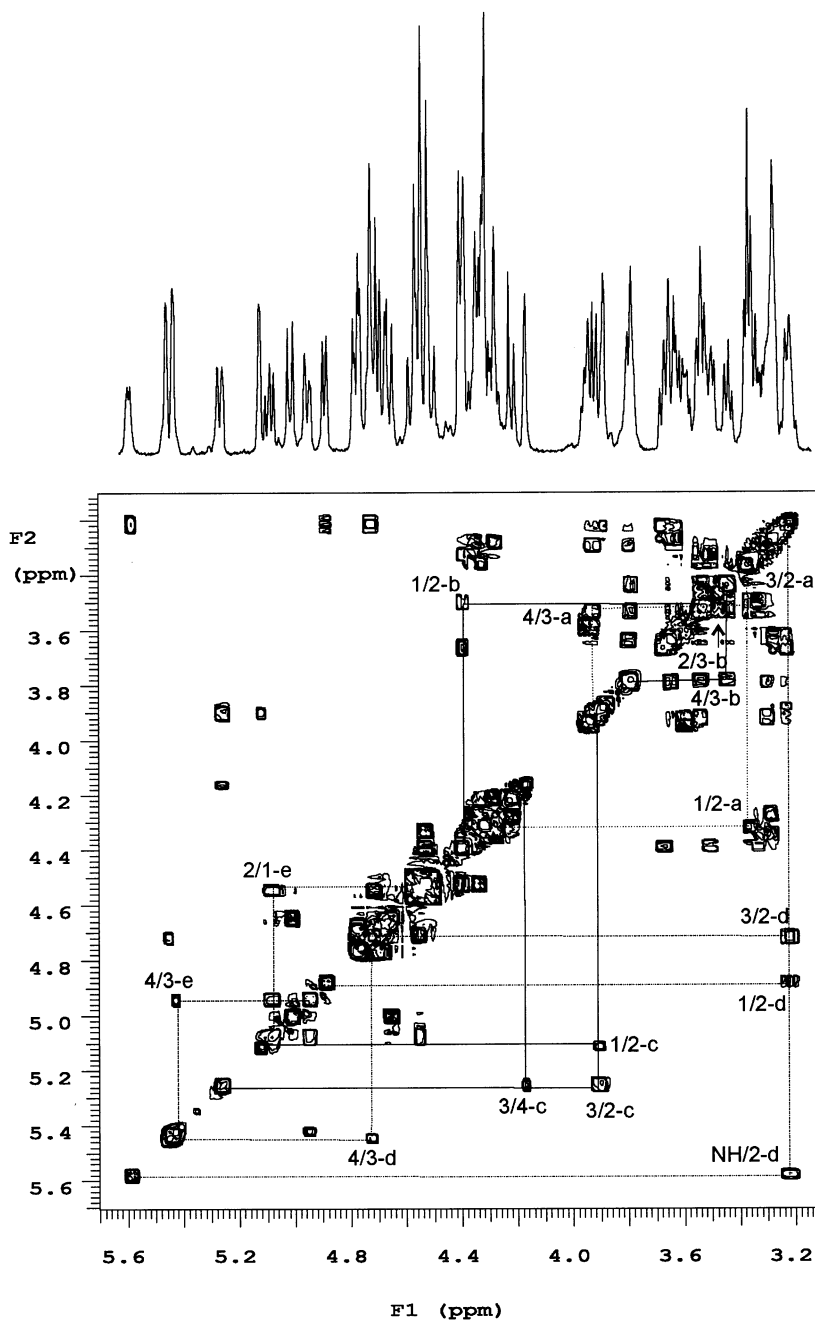 F2
(ppm)
1/2-b
3/2-a
3.6
4/3-a
2/3-b
3.8
4/3-b
4.0
4.2
1/2-a
4.4
2/1-e
4.6
3/2-d
4.8
4/3-e
5.0
1/2-d
1/2-c
5.2
3/4-c
3/2-c
5.4
4/3-d
NH/2-d
5.6
5.6 5.2 4.8 4.4 4.0 3.6 3.2
F1 (ppm)